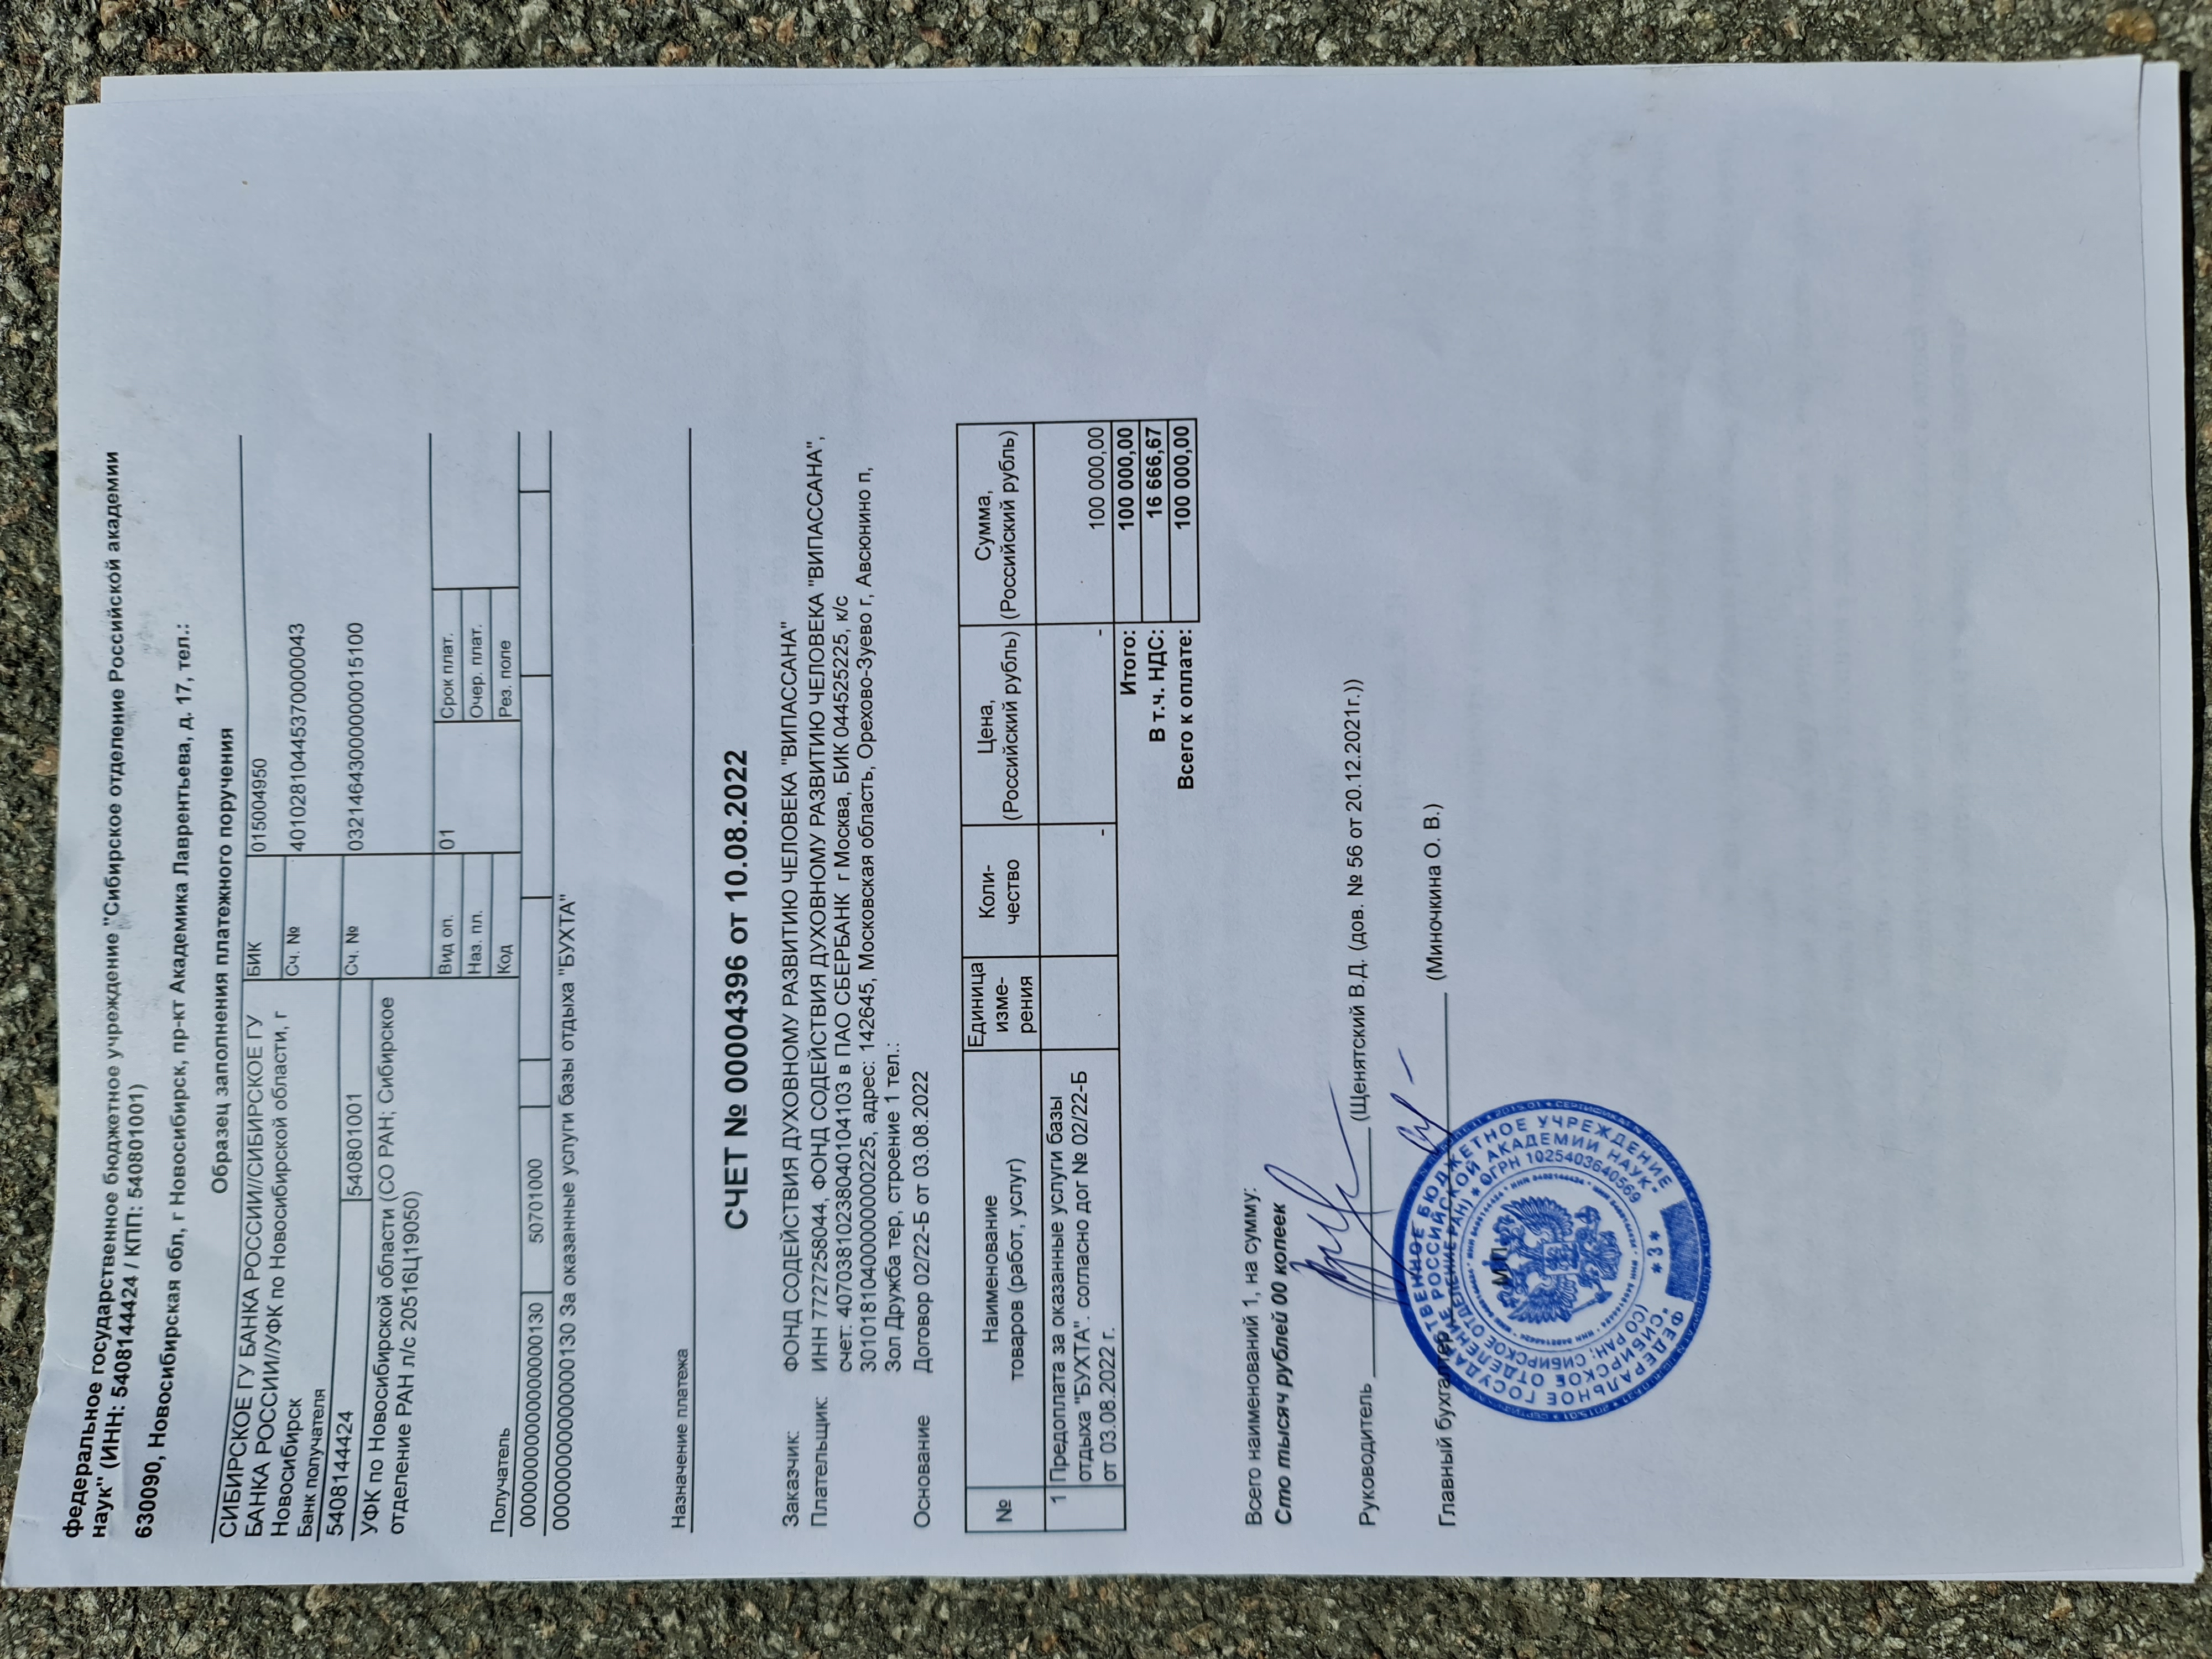 федеральное государственное бюджетное учреждение "Сибирское отделение Российской академии
наук" (ИНН: 5408144424 / КПП: 540801001)
630090, Новосибирская обл, г Новосибирск, пр-кт Академика Лаврентьева, д. 17, тел.:
Образец заполнения платежного поручения
СИБИРСКОЕ ГУ БАНКА РОССИИ//СИБИРСКОЕ ГУ
БАНКА РОССИИ//УФК по Новосибирской области, г
Новосибирск
Банк получателя
БИК 015004950
Сч. № 40102810445370000043
5408144424 540801001 Сч. № 03214643000000015100
УФК по Новосибирской области (СО РАН; Сибирское
отделение РАН л/с 20516Ц19050)
Вид оп. 01 Срок плат.
Наз. пл. Очер. плат.
Получатель Код Рез. поле
00000000000000000130 50701000
00000000000000130 За оказанные услуги базы отдыха "БУХТА"
Назначение платежа
СЧЕТ № 00004396 от 10.08.2022
Заказчик: ФОНД СОДЕЙСТВИЯ ДУХОВНОМУ РАЗВИТИЮ ЧЕЛОВЕКА "ВИПАССАНА"
Плательщик: ИНН 7727258044, ФОНД СОДЕЙСТВИЯ ДУХОВНОМУ РАЗВИТИЮ ЧЕЛОВЕКА "ВИПАССАНА",
счет: 40703810238040104103 в ПАО СБЕРБАНК г Москва, БИК 044525225, к/с
30101810400000000225, адрес: 142645, Московская область, Орехово-Зуево г, Авсюнино п,
Зол Дружба тер, строение 1 тел.:
Основание Договор 02/22-Б от 03.08.2022
№ Наименование товаров (работ, услуг) Единица изме-рения Коли-чество Цена, (Российский рубль) Сумма, (Российский рубль)
1 Предоплата за оказанные услуги базы
отдыха "БУХТА". согласно дог № 02/22-Б
от 03.08.2022 г. - - 100 000,00
Итого: 100 000,00
В т.ч. НДС: 16 666,67
Всего к оплате: 100 000,00
Всего наименований 1, на сумму:
Сто тысяч рублей 00 копеек
Руководитель (Щенятский В.Д. (дов. № 56 от 20.12.2021г.))
Главный бухгалтер (Миночкина О. В.)
М.П.
ФЕДЕРАЛЬНОЕ ГОСУДАРСТВЕННОЕ БЮДЖЕТНОЕ УЧРЕЖДЕНИЕ
"СИБИРСКОЕ ОТДЕЛЕНИЕ РОССИЙСКОЙ АКАДЕМИИ НАУК"
(СО РАН; СИБИРСКОЕ ОТДЕЛЕНИЕ РАН) * ОГРН 1025403640569
* 3 *